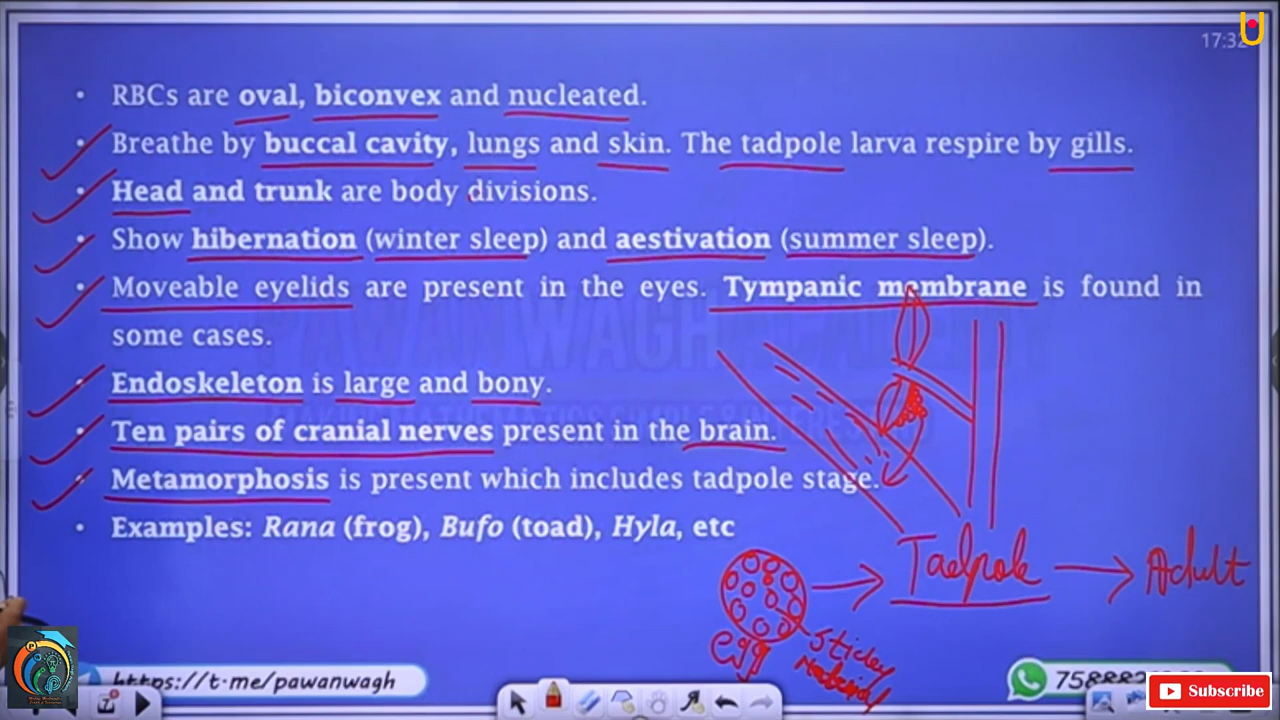 17:32
• RBCs are oval, biconvex and nucleated.
• Breathe by buccal cavity, lungs and skin. The tadpole larva respire by gills.
• Head and trunk are body divisions.
• Show hibernation (winter sleep) and aestivation (summer sleep).
• Moveable eyelids are present in the eyes. Tympanic membrane is found in
some cases.
• Endoskeleton is large and bony.
• Ten pairs of cranial nerves present in the brain.
• Metamorphosis is present which includes tadpole stage.
• Examples: Rana (frog), Bufo (toad), Hyla, etc
Tadpole → Adult
egg
Sticky
material
https://t.me/pawanwagh
Subscribe